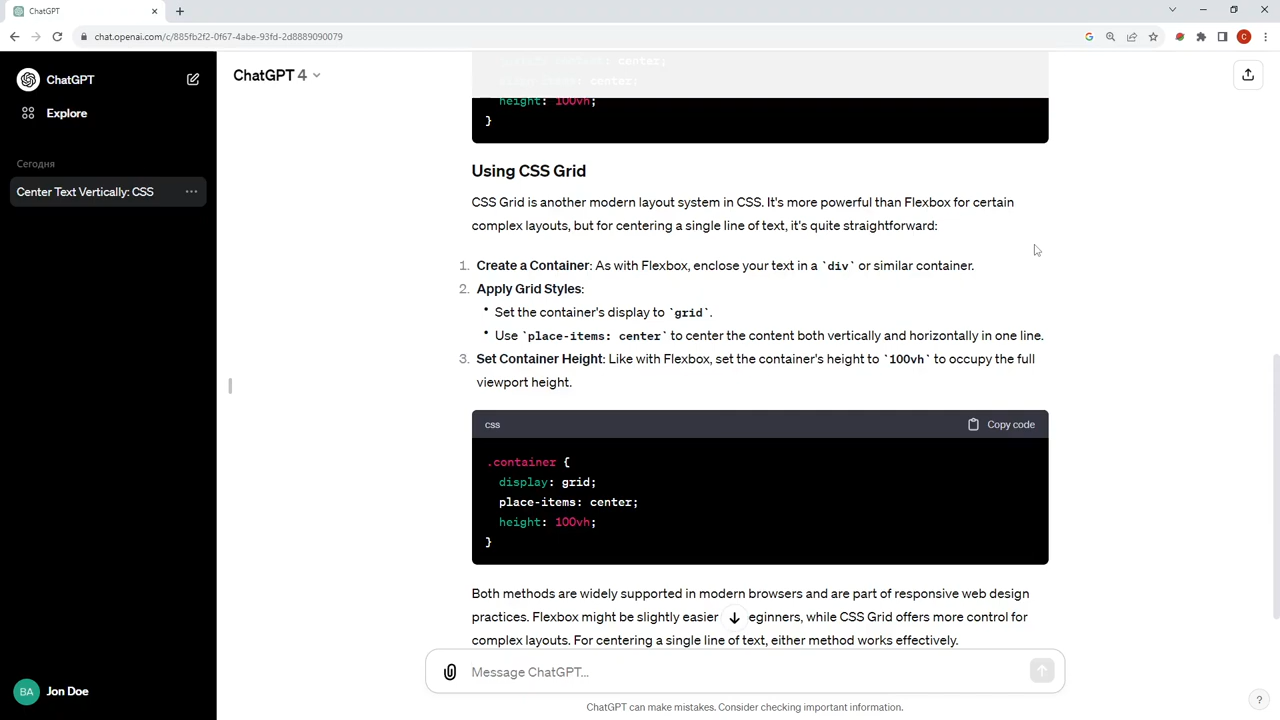 ChatGPT
chat.openai.com/c/885fb2f2-0f67-4abe-93fd-2d8889090079
C
ChatGPT
Explore
Сегодня
Center Text Vertically: CSS
BA Jon Doe
ChatGPT 4
center;
center;
height: 100vh;
}
Using CSS Grid
CSS Grid is another modern layout system in CSS. It's more powerful than Flexbox for certain
complex layouts, but for centering a single line of text, it's quite straightforward:
1. Create a Container: As with Flexbox, enclose your text in a `div` or similar container.
2. Apply Grid Styles:
• Set the container's display to `grid`.
• Use `place-items: center` to center the content both vertically and horizontally in one line.
3. Set Container Height: Like with Flexbox, set the container's height to `100vh` to occupy the full
viewport height.
css Copy code
.container {
display: grid;
place-items: center;
height: 100vh;
}
Both methods are widely supported in modern browsers and are part of responsive web design
practices. Flexbox might be slightly easier eginners, while CSS Grid offers more control for
complex layouts. For centering a single line of text, either method works effectively.
Message ChatGPT...
ChatGPT can make mistakes. Consider checking important information.
?